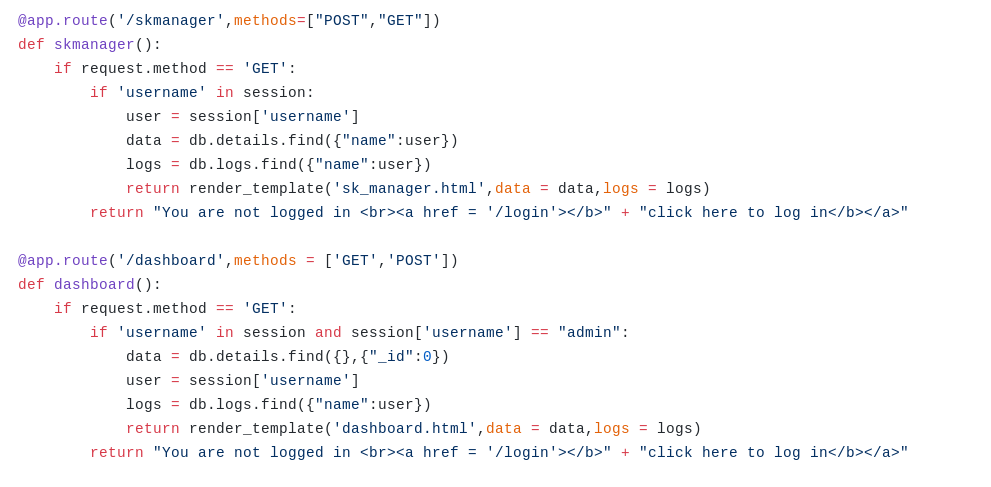 @app.route('/skmanager',methods=["POST","GET"])
def skmanager():
    if request.method == 'GET':
        if 'username' in session:
            user = session['username']
            data = db.details.find({"name":user})
            logs = db.logs.find({"name":user})
            return render_template('sk_manager.html',data = data,logs = logs)
        return "You are not logged in <br><a href = '/login'></b>" + "click here to log in</b></a>"

@app.route('/dashboard',methods = ['GET','POST'])
def dashboard():
    if request.method == 'GET':
        if 'username' in session and session['username'] == "admin":
            data = db.details.find({},{"_id":0})
            user = session['username']
            logs = db.logs.find({"name":user})
            return render_template('dashboard.html',data = data,logs = logs)
        return "You are not logged in <br><a href = '/login'></b>" + "click here to log in</b></a>"